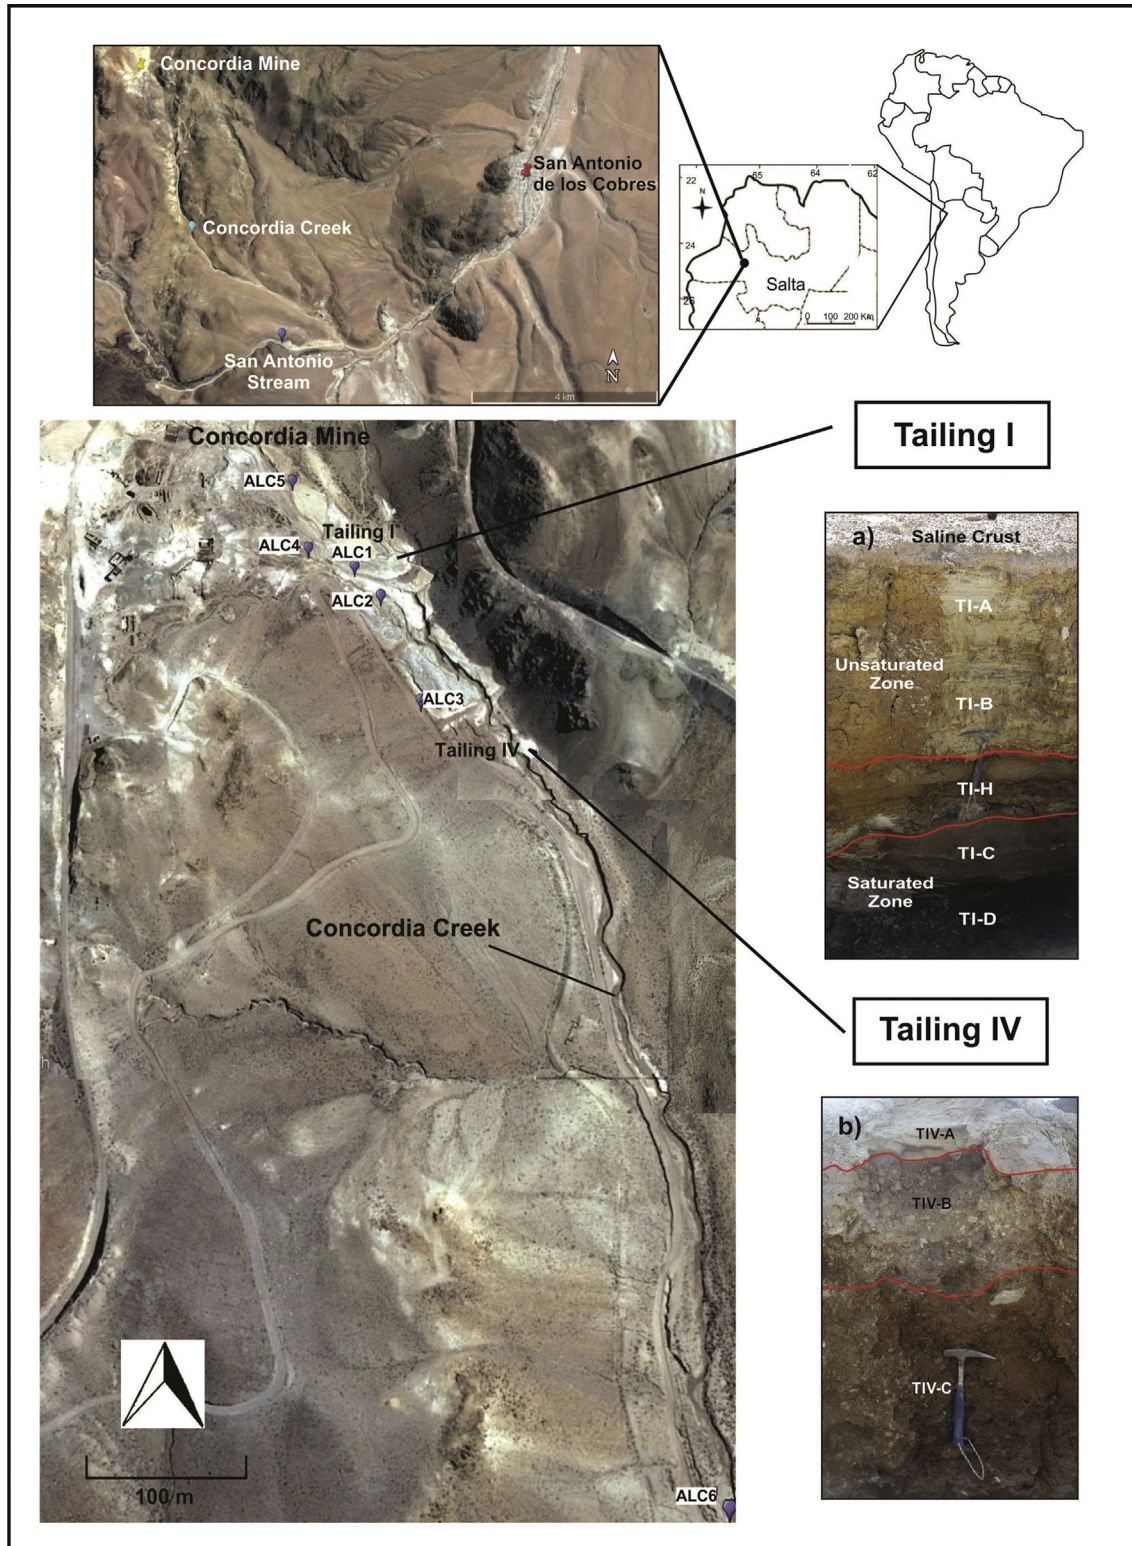 Concordia Mine
San Antonio
de los Cobres
Concordia Creek
San Antonio
Stream
N
4 km
22
65
64
62
N
24
26
Salta
0 100 200 Km
Tailing I
Concordia Mine
ALC5
Tailing I
ALC4
ALC1
ALC2
ALC3
Tailing IV
Concordia Creek
100 m
ALC6
a)
Saline Crust
TI-A
Unsaturated
Zone
TI-B
TI-H
TI-C
Saturated
Zone
TI-D
Tailing IV
b)
TIV-A
TIV-B
TIV-C